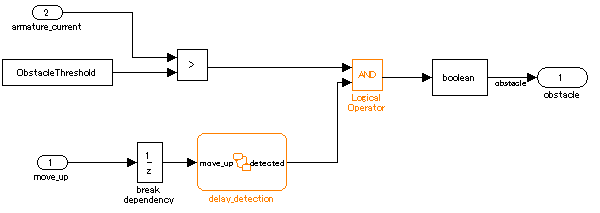 2
armature_current
ObstacleThreshold
>
AND
Logical
Operator
boolean
obstacle
1
obstacle
1
move_up
1
z
break
dependency
move_up
detected
delay_detection